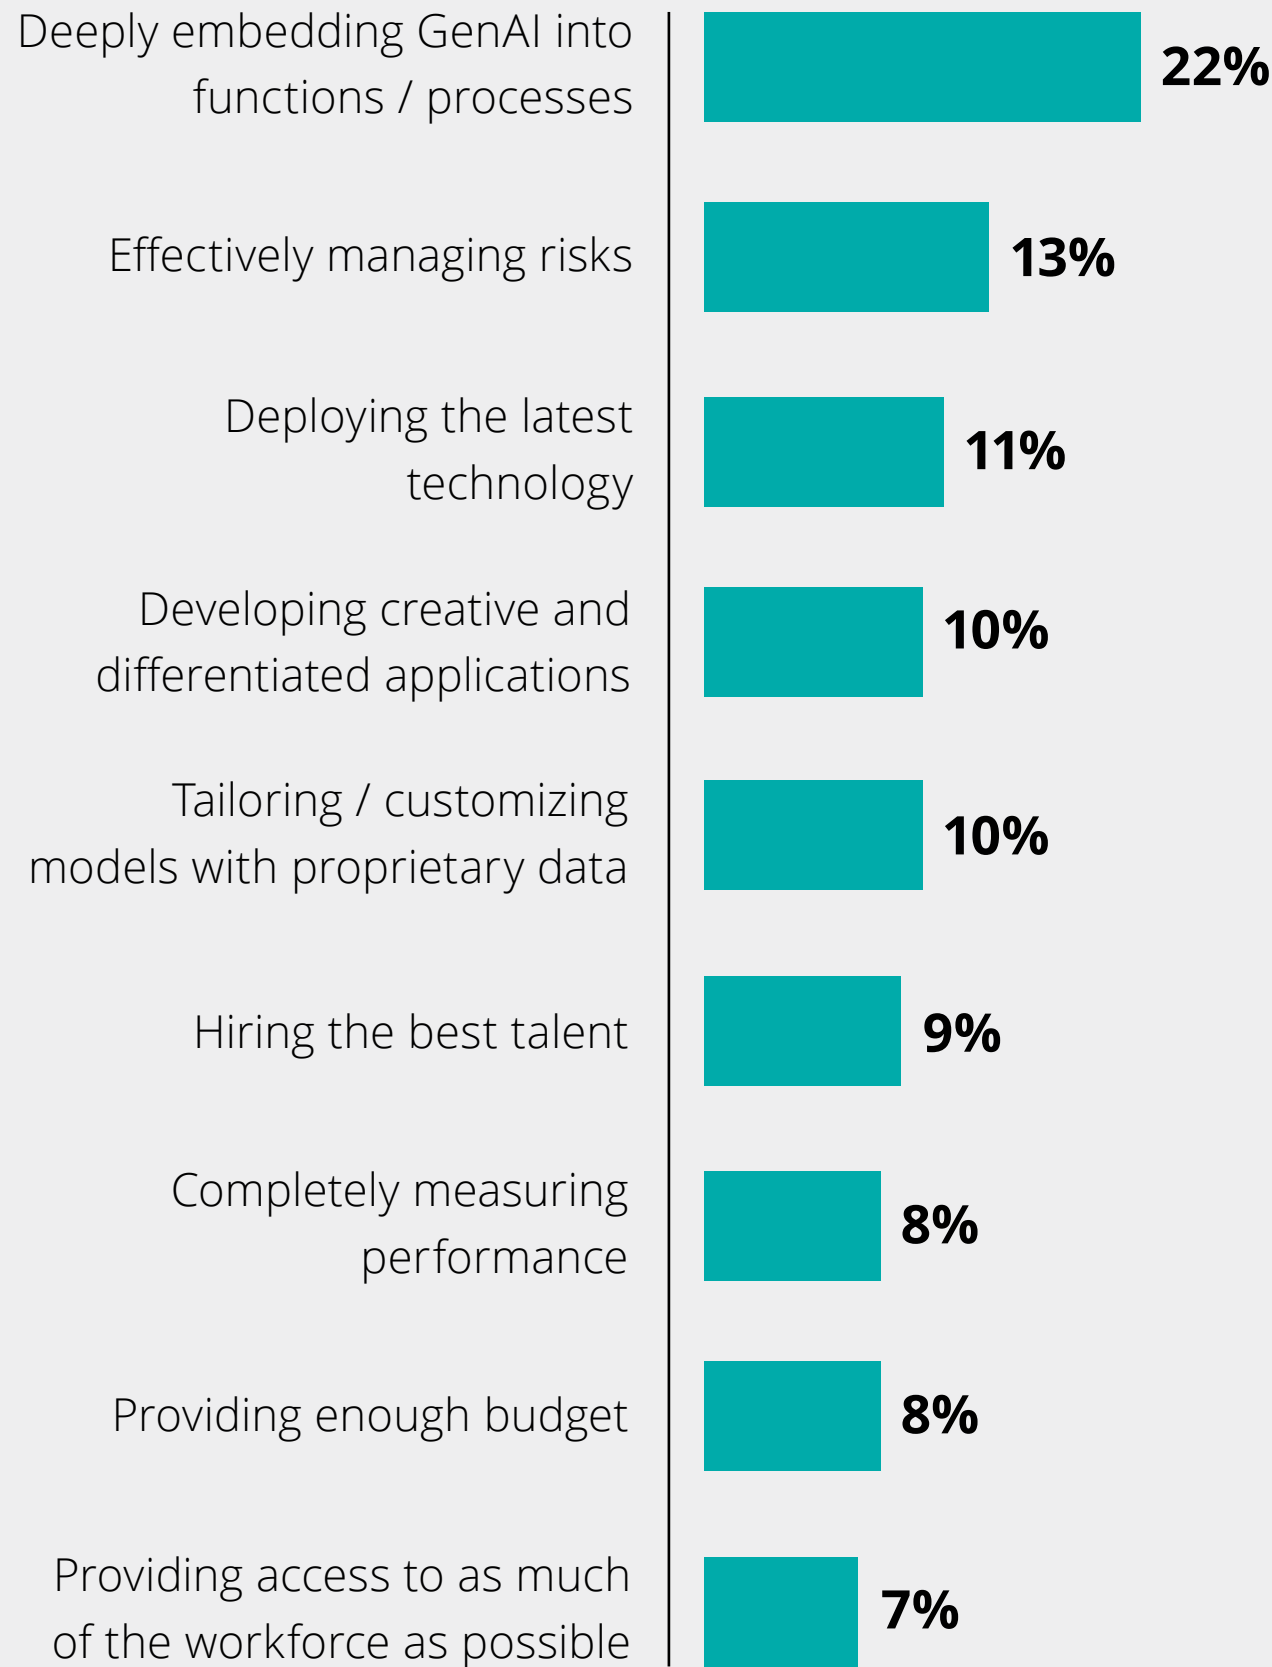 Deeply embedding GenAI into
functions / processes
22%
Effectively managing risks
13%
Deploying the latest
technology
11%
Developing creative and
differentiated applications
10%
Tailoring / customizing
models with proprietary data
10%
Hiring the best talent
9%
Completely measuring
performance
8%
Providing enough budget
8%
Providing access to as much
of the workforce as possible
7%